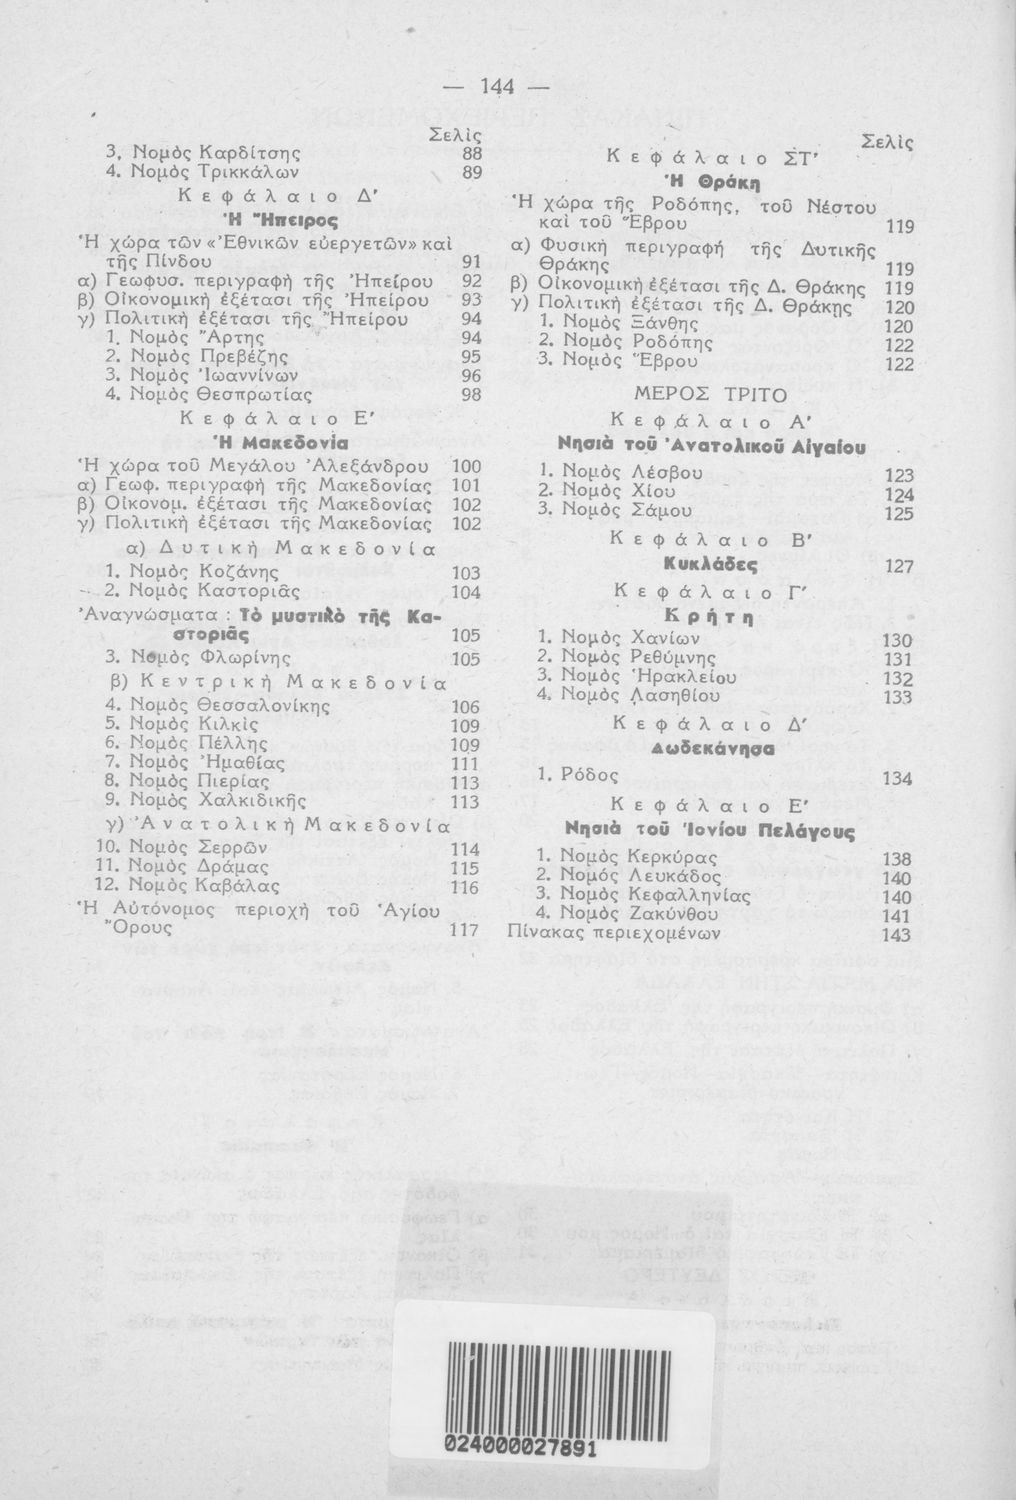 — 144 —
Σελὶς
3. Νομὸς Καρδίτσης 88
4. Νομὸς Τρικκάλων 89
Κεφάλαιο Δ'
Ἡ Ἤπειρος
Ἡ χώρα τῶν «Ἐθνικῶν εὐεργετῶν» καὶ
τῆς Πίνδου 91
α) Γεωφυσ. περιγραφὴ τῆς Ἠπείρου 92
β) Οἰκονομικὴ ἐξέτασι τῆς Ἠπείρου 93
γ) Πολιτικὴ ἐξέτασι τῆς Ἠπείρου 94
1. Νομὸς Ἄρτης 94
2. Νομὸς Πρεβέζης 95
3. Νομὸς Ἰωαννίνων 96
4. Νομὸς Θεσπρωτίας 98
Κεφάλαιο Ε'
Ἡ Μακεδονία
Ἡ χώρα τοῦ Μεγάλου Ἀλεξάνδρου 100
α) Γεωφ. περιγραφὴ τῆς Μακεδονίας 101
β) Οἰκονομ. ἐξέτασι τῆς Μακεδονίας 102
γ) Πολιτικὴ ἐξέτασι τῆς Μακεδονίας 102
α) Δυτικὴ Μακεδονία
1. Νομὸς Κοζάνης 103
2. Νομὸς Καστοριᾶς 104
Ἀναγνώσματα : Τὸ μυστικὸ τῆς Κα-
στοριᾶς 105
3. Νομὸς Φλωρίνης 105
β) Κεντρικὴ Μακεδονία
4. Νομὸς Θεσσαλονίκης 106
5. Νομὸς Κιλκὶς 109
6. Νομὸς Πέλλης 109
7. Νομὸς Ἠμαθίας 111
8. Νομὸς Πιερίας 113
9. Νομὸς Χαλκιδικῆς 113
γ) Ἀνατολικὴ Μακεδονία
10. Νομὸς Σερρῶν 114
11. Νομὸς Δράμας 115
12. Νομὸς Καβάλας 116
Ἡ Αὐτόνομος περιοχὴ τοῦ Ἁγίου
Ὄρους 117
Σελὶς
Κεφάλαιο ΣΤ'
Ἡ Θράκη
Ἡ χώρα τῆς Ροδόπης, τοῦ Νέστου
καὶ τοῦ Ἕβρου 119
α) Φυσικὴ περιγραφή τῆς Δυτικῆς
Θράκης 119
β) Οἰκονομικὴ ἐξέτασι τῆς Δ. Θράκης 119
γ) Πολιτικὴ ἐξέτασι τῆς Δ. Θράκης 120
1. Νομὸς Ξάνθης 120
2. Νομὸς Ροδόπης 122
3. Νομὸς Ἕβρου 122
ΜΕΡΟΣ ΤΡΙΤΟ
Κεφάλαιο Α'
Νησιὰ τοῦ Ἀνατολικοῦ Αἰγαίου
1. Νομὸς Λέσβου 123
2. Νομὸς Χίου 124
3. Νομὸς Σάμου 125
Κεφάλαιο Β'
Κυκλάδες 127
Κεφάλαιο Γ'
Κρήτη
1. Νομὸς Χανίων 130
2. Νομὸς Ρεθύμνης 131
3. Νομὸς Ἡρακλείου 132
4. Νομὸς Λασηθίου 133
Κεφάλαιο Δ'
Δωδεκάνησα
1. Ρόδος 134
Κεφάλαιο Ε'
Νησιὰ τοῦ Ἰονίου Πελάγους
1. Νομὸς Κερκύρας 138
2. Νομός Λευκάδος 140
3. Νομὸς Κεφαλληνίας 140
4. Νομὸς Ζακύνθου 141
Πίνακας περιεχομένων 143
024000027891